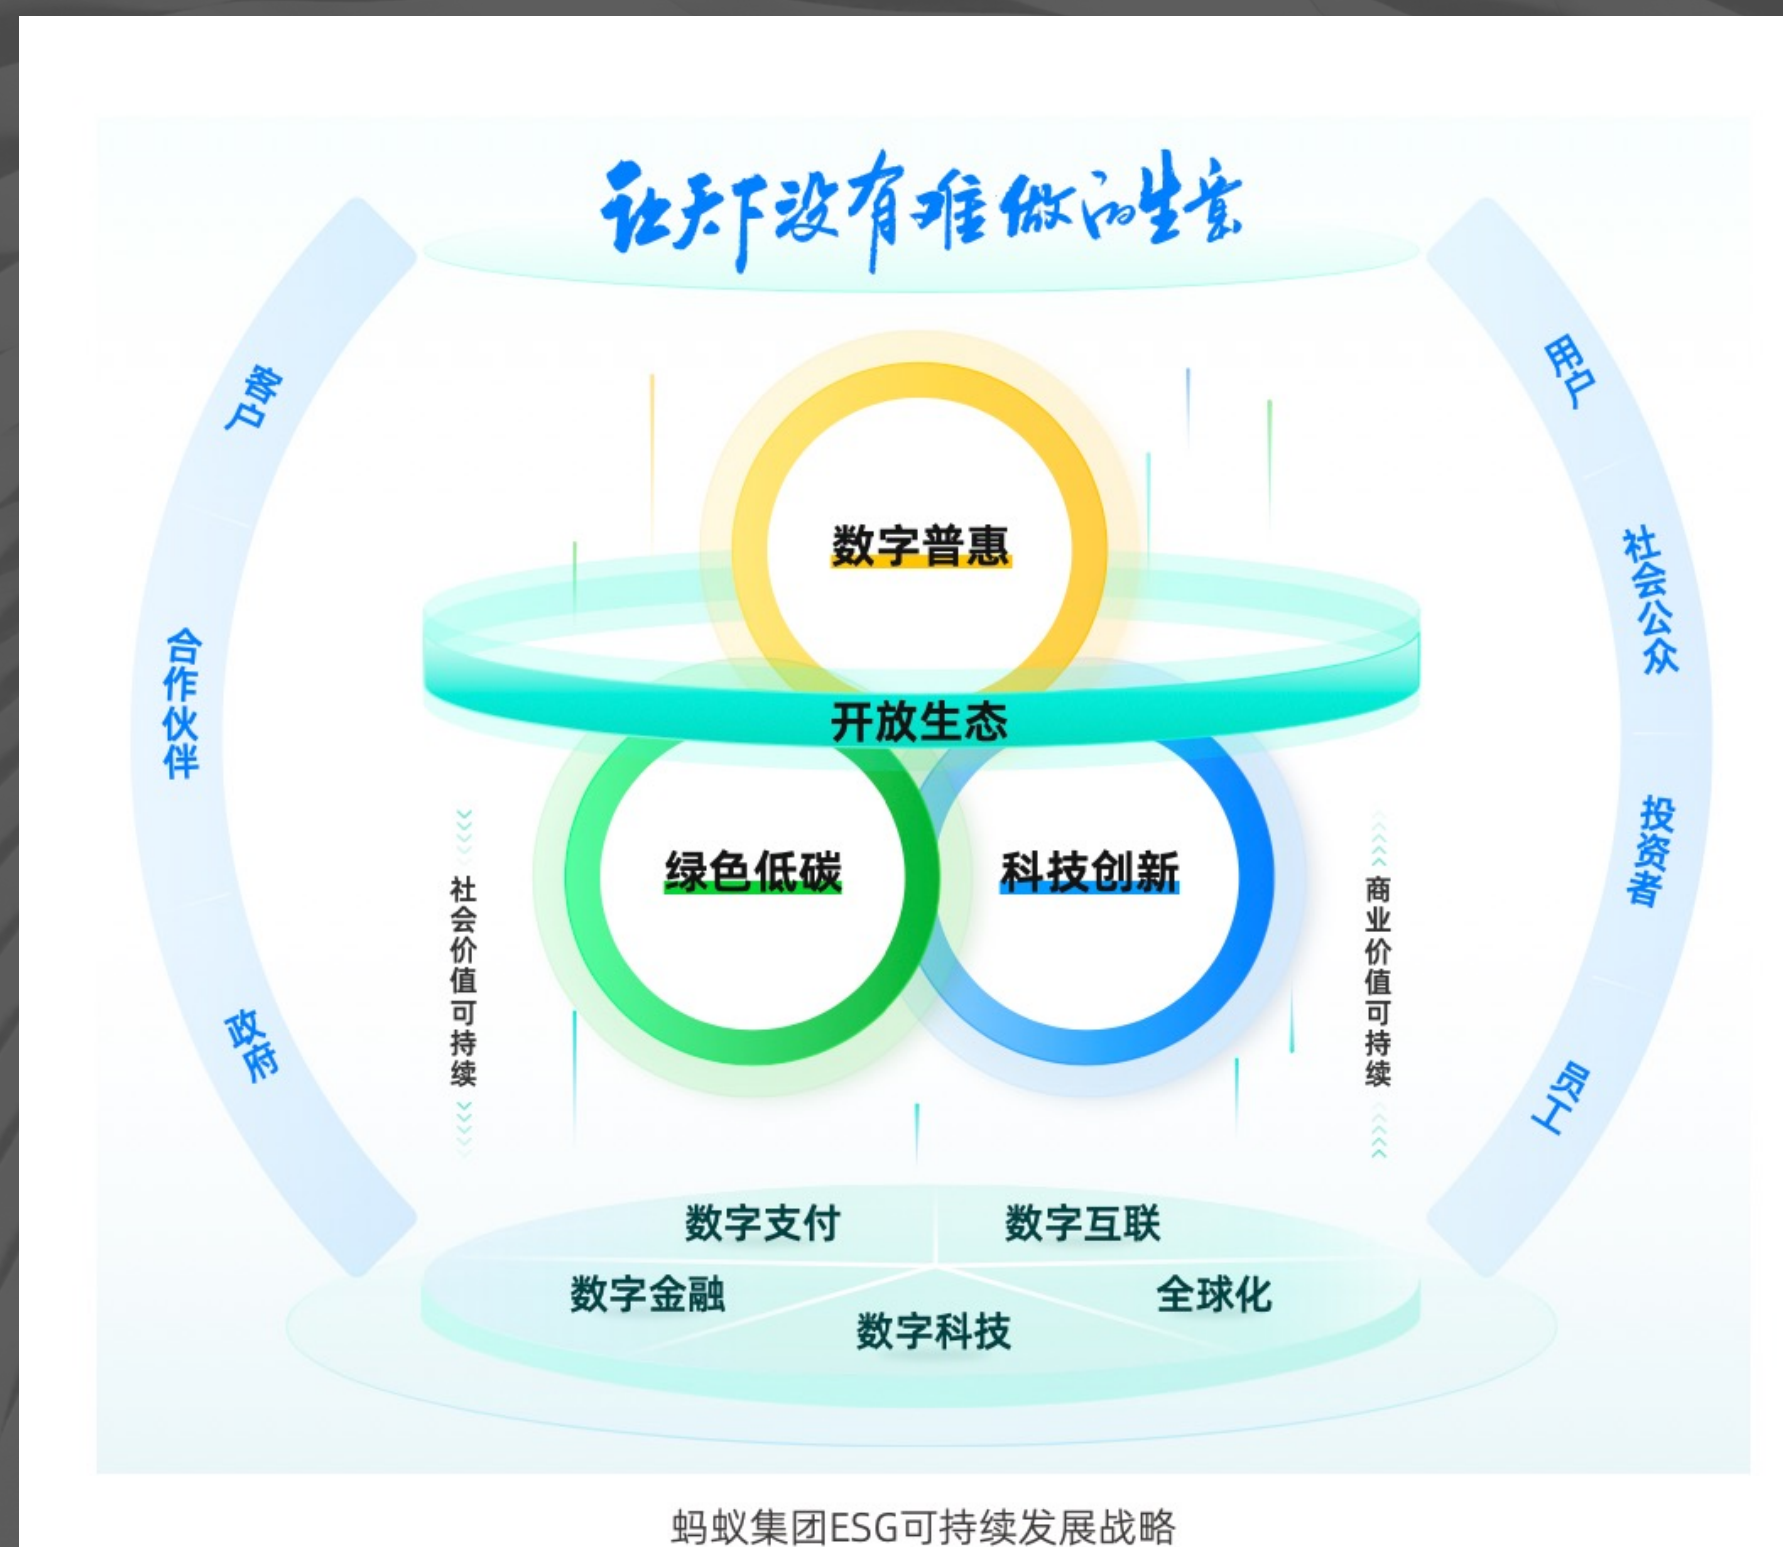 让天下没有难做的生意
客户
合作伙伴
政府
用户
社会公众
投资者
员工
数字普惠
开放生态
绿色低碳
科技创新
社会价值可持续
商业价值可持续
数字支付
数字互联
数字金融
全球化
数字科技
蚂蚁集团ESG可持续发展战略